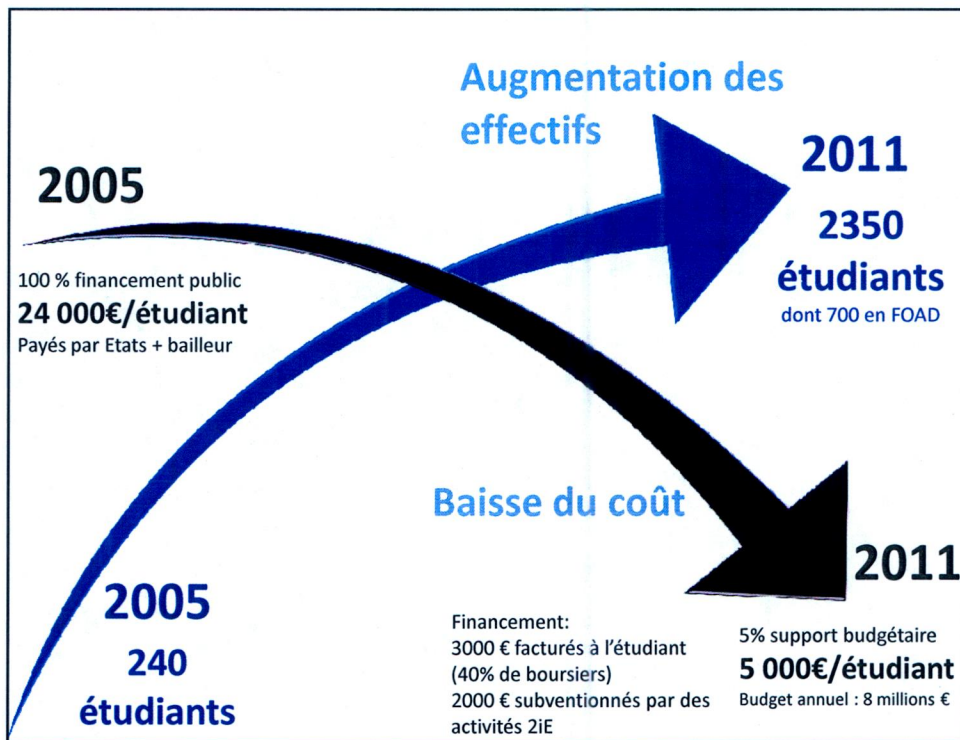 Augmentation des
effectifs
2005
100 % financement public
24 000€/étudiant
Payés par Etats + bailleur
2011
2350
étudiants
dont 700 en FOAD
Baisse du coût
2005
240
étudiants
Financement:
3000 € facturés à l'étudiant
(40% de boursiers)
2000 € subventionnés par des
activités 2iE
2011
5% support budgétaire
5 000€/étudiant
Budget annuel : 8 millions €